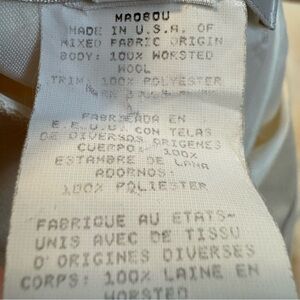 MADE IN U.S.A. OF
MIXED FABRIC ORIGIN
BODY: 100% WORSTED
WOOL
TRIM: 100% POLYESTER
FABRICADA EN
E.E.U.U. CON TELAS
DE DIVERSOS ORIGENES
CUERPO: 100%
ESTAMBRE DE LANA
ADORNOS:
100% POLIESTER
FABRIQUE AU ETATS-
UNIS AVEC DE TISSU
D'ORIGINES DIVERSES
CORPS: 100% LAINE EN
WORSTED